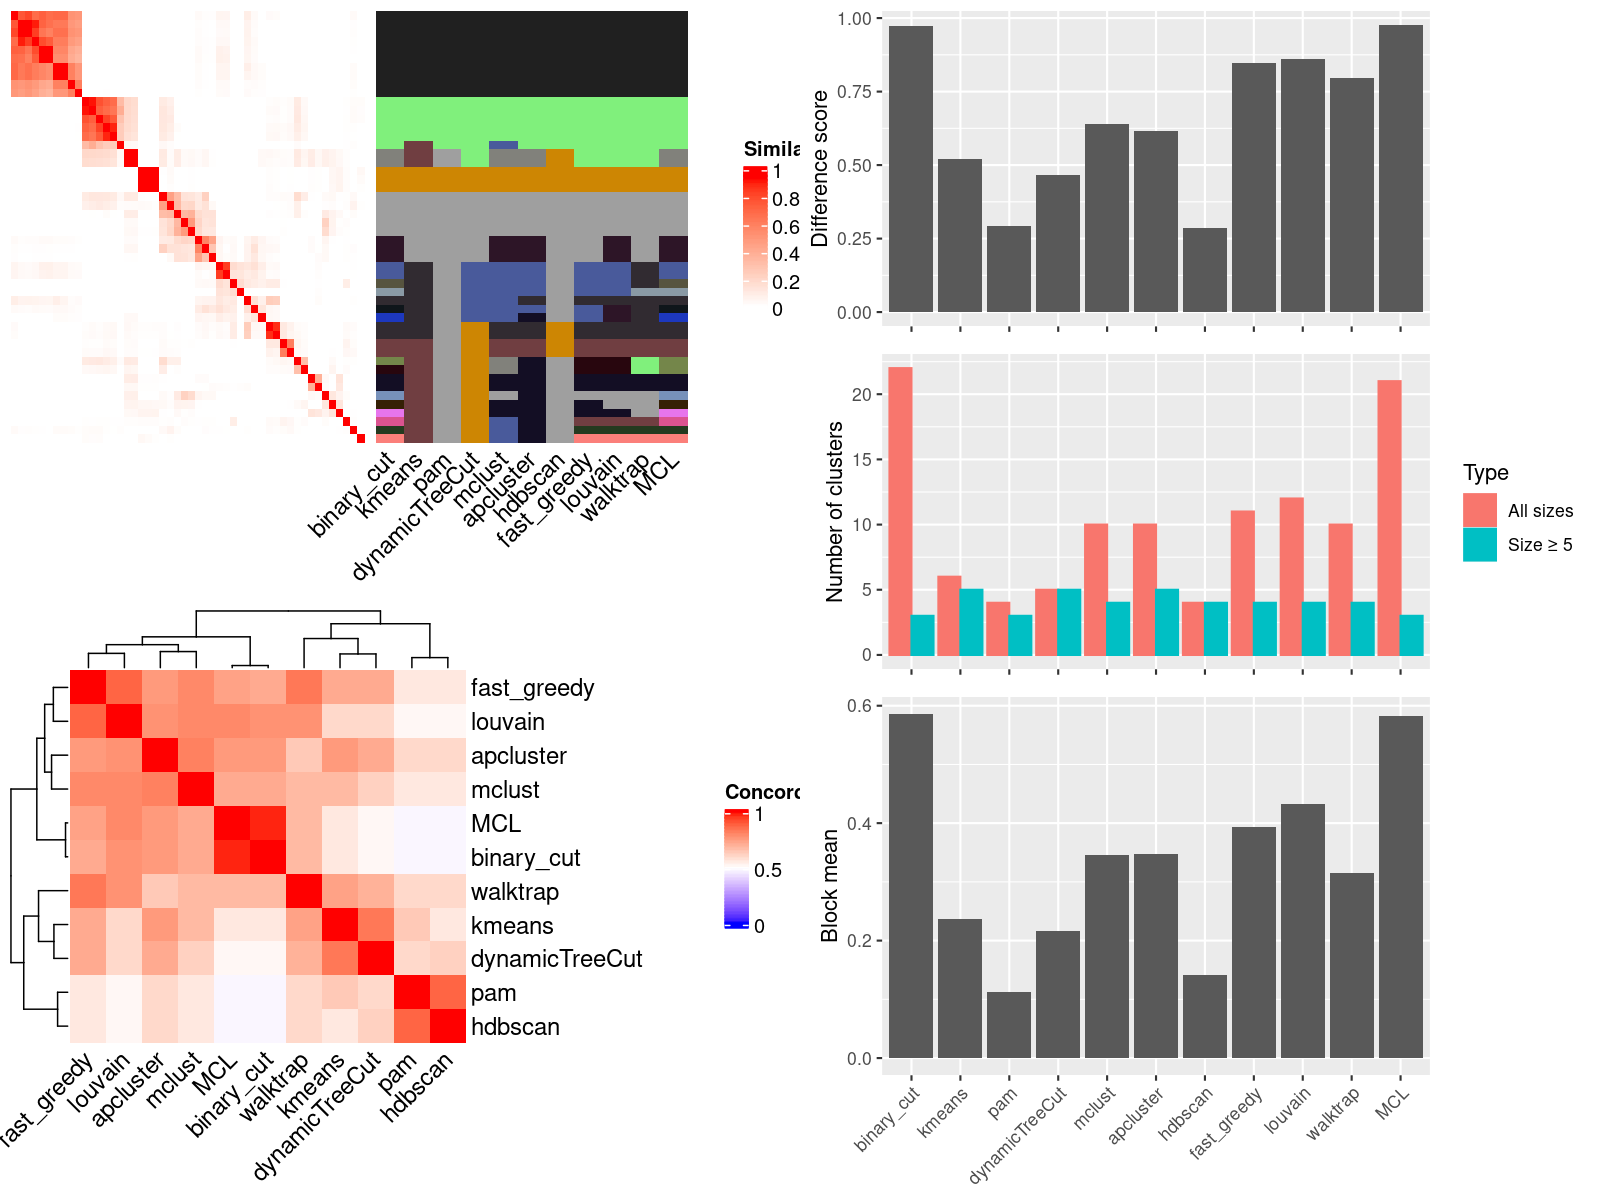 Simila
1
0.8
0.6
0.4
0.2
0
binary_cut
kmeans
pam
dynamicTreeCut
mclust
apcluster
hdbscan
fast_greedy
louvain
walktrap
MCL
fast_greedy
louvain
apcluster
mclust
MCL
binary_cut
walktrap
kmeans
dynamicTreeCut
pam
hdbscan
fast_greedy
louvain
apcluster
mclust
MCL
binary_cut
walktrap
kmeans
dynamicTreeCut
pam
hdbscan
Concord
1
0.5
0
Difference score
1.00
0.75
0.50
0.25
0.00
Number of clusters
20
15
10
5
0
Type
All sizes
Size ≥ 5
Block mean
0.6
0.4
0.2
0.0
binary_cut
kmeans
pam
dynamicTreeCut
mclust
apcluster
hdbscan
fast_greedy
louvain
walktrap
MCL